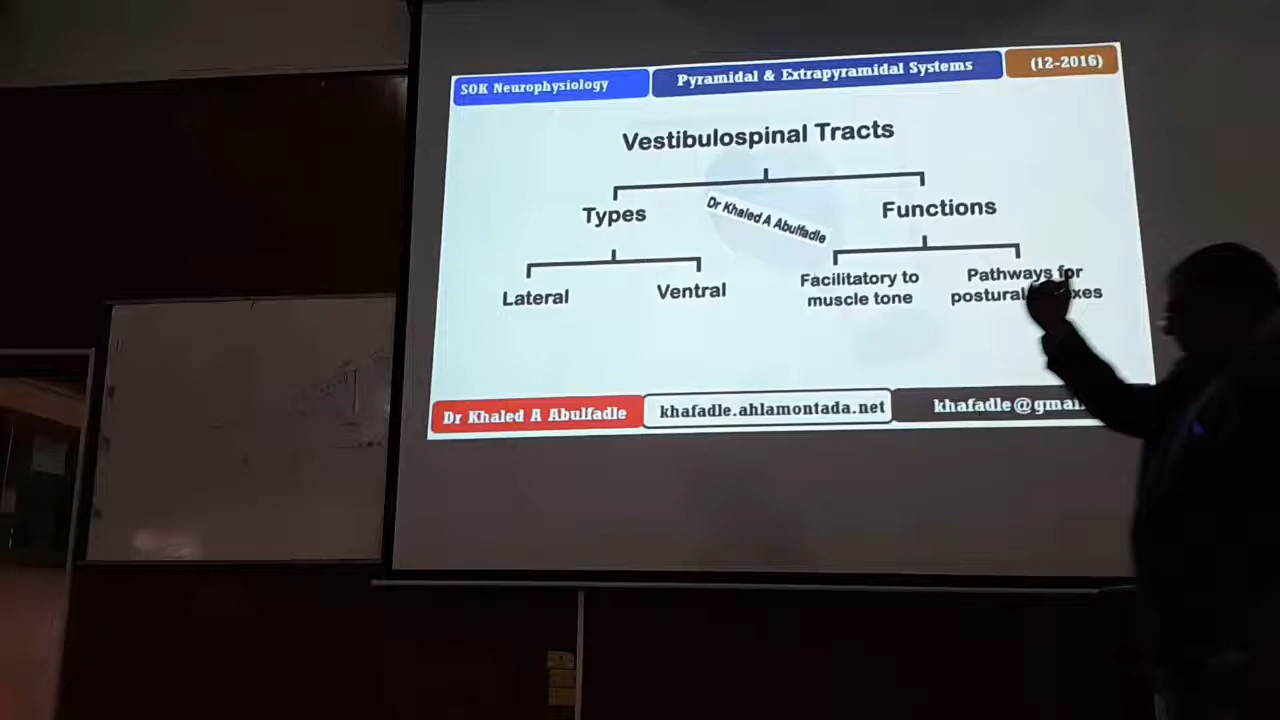 SOK Neurophysiology
Pyramidal & Extrapyramidal Systems
(12-2016)
Vestibulospinal Tracts
Types
Dr Khaled A Abulfadle
Functions
Lateral
Ventral
Facilitatory to
muscle tone
Pathways for
postural
Dr Khaled A Abulfadle
khafadle.ahlamontada.net
khafadle@gmai